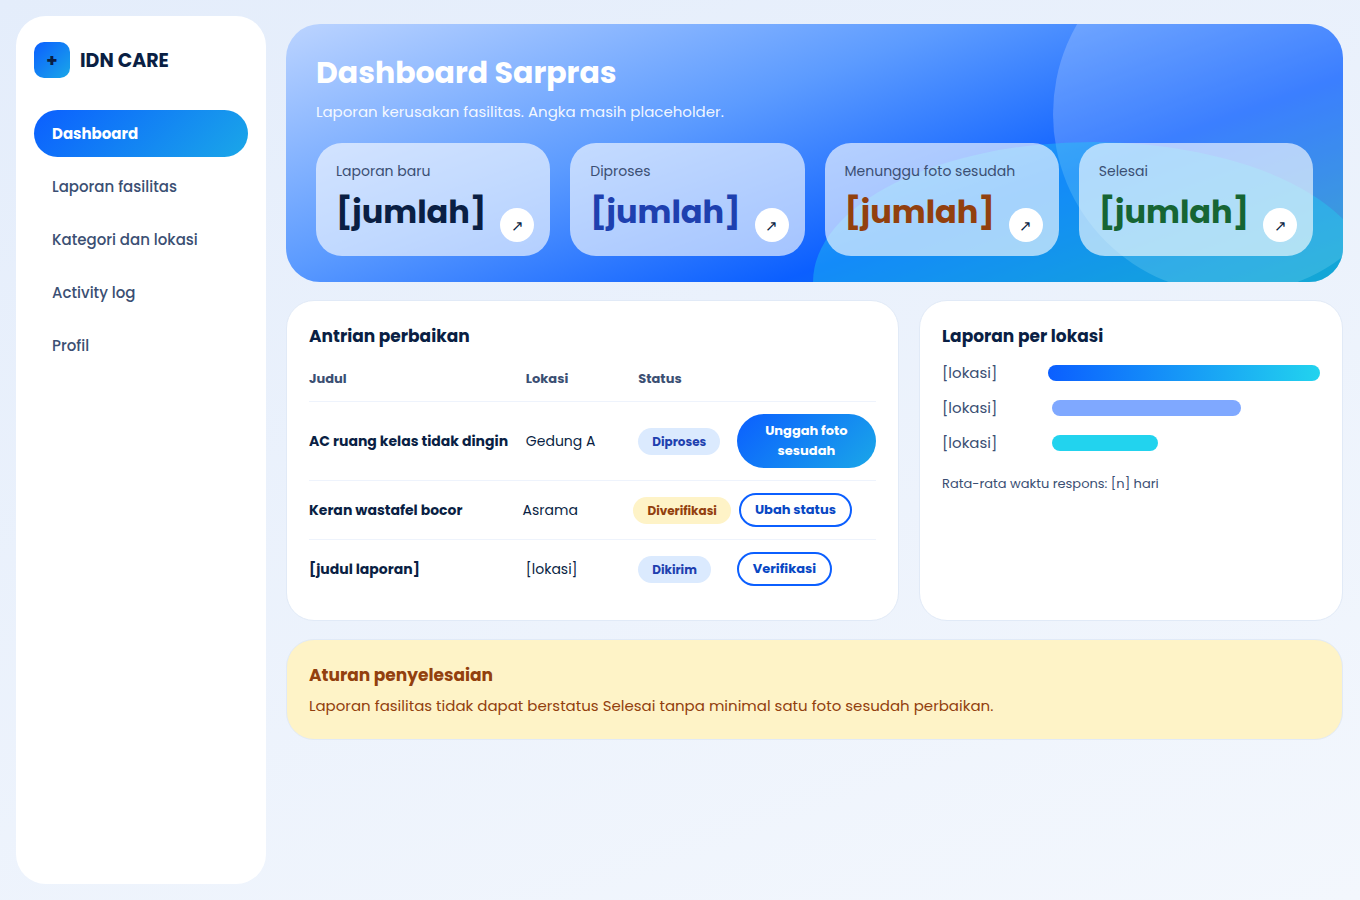 IDN CARE
Dashboard
Laporan fasilitas
Kategori dan lokasi
Activity log
Profil
Dashboard Sarpras
Laporan kerusakan fasilitas. Angka masih placeholder.
Laporan baru
[jumlah]
Diproses
[jumlah]
Menunggu foto sesudah
[jumlah]
Selesai
[jumlah]
Antrian perbaikan
Judul Lokasi Status
AC ruang kelas tidak dingin Gedung A Diproses Unggah foto
sesudah
Keran wastafel bocor Asrama Diverifikasi Ubah status
[judul laporan] [lokasi] Dikirim Verifikasi
Laporan per lokasi
[lokasi]
[lokasi]
[lokasi]
Rata-rata waktu respons: [n] hari
Aturan penyelesaian
Laporan fasilitas tidak dapat berstatus Selesai tanpa minimal satu foto sesudah perbaikan.